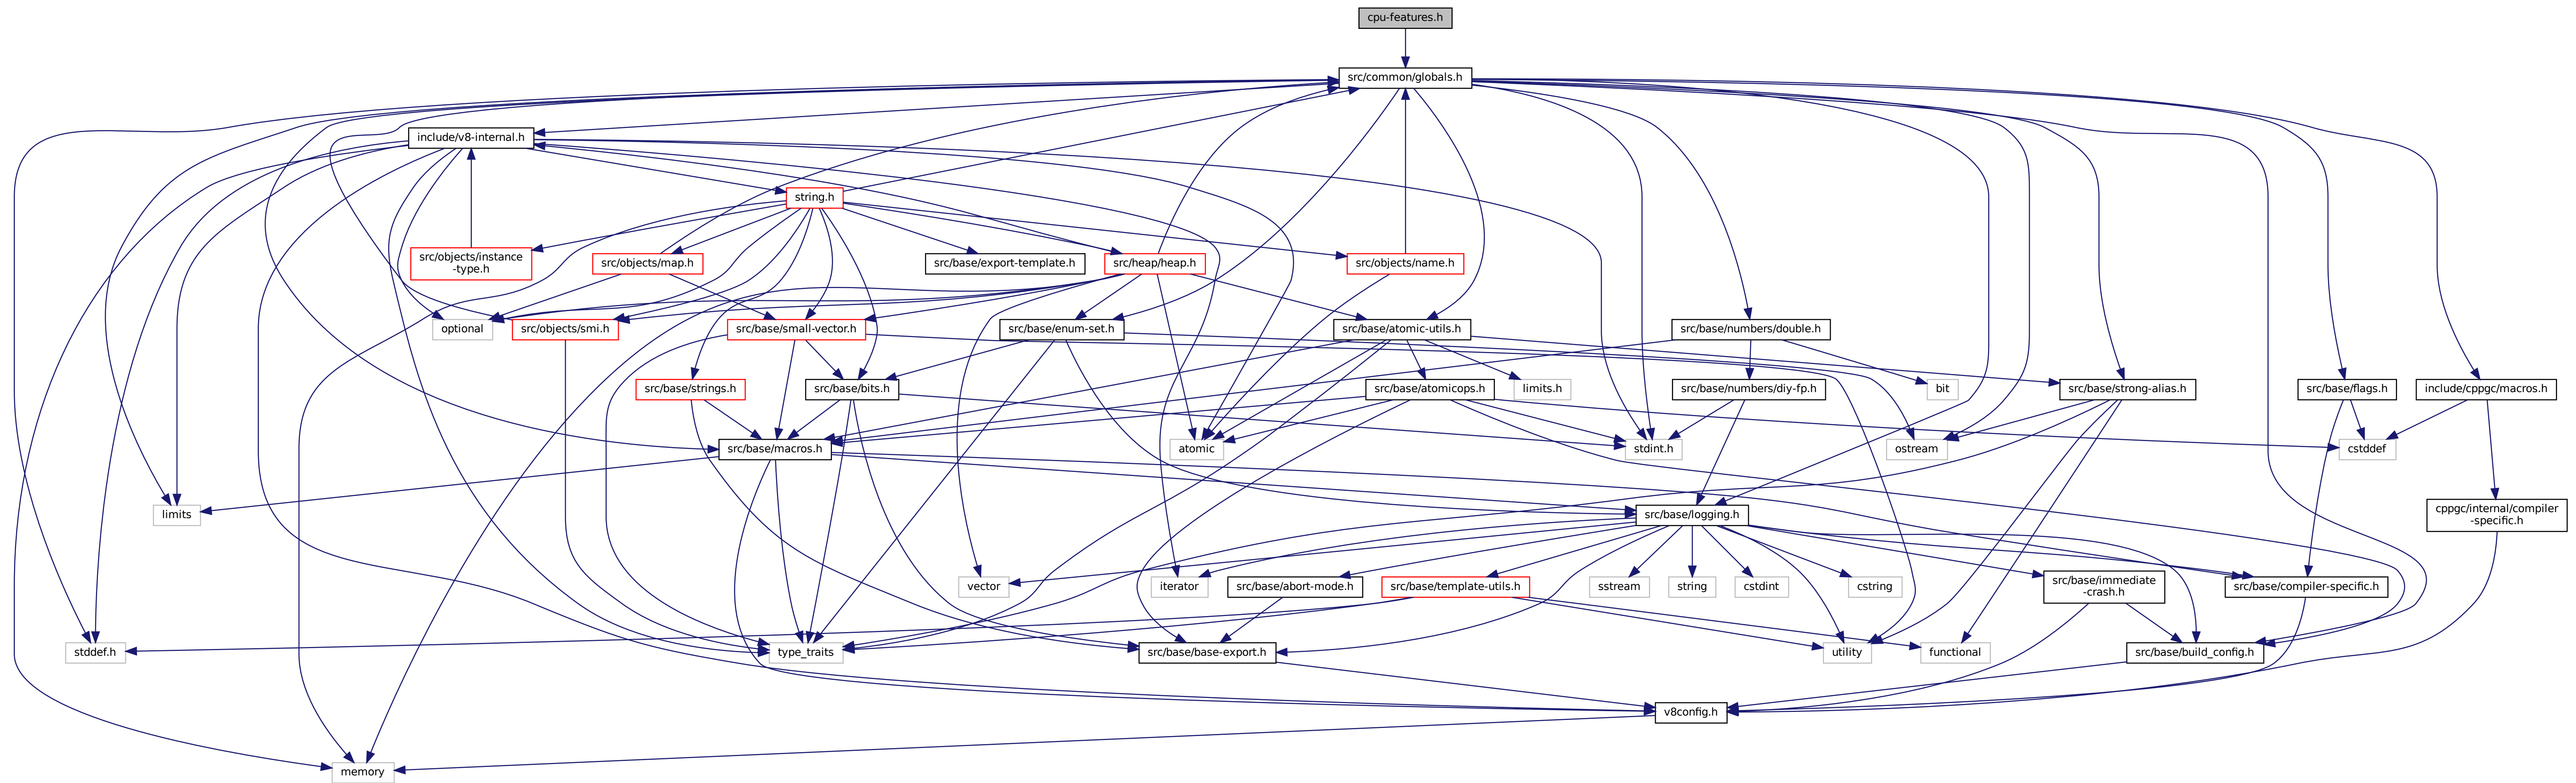 cpu-features.h
src/common/globals.h
include/v8-internal.h
string.h
src/objects/instance
-type.h
src/objects/map.h
src/base/export-template.h
src/heap/heap.h
src/objects/name.h
optional
src/objects/smi.h
src/base/small-vector.h
src/base/enum-set.h
src/base/atomic-utils.h
src/base/numbers/double.h
src/base/strings.h
src/base/bits.h
src/base/atomicops.h
limits.h
src/base/numbers/diy-fp.h
bit
src/base/strong-alias.h
src/base/flags.h
include/cppgc/macros.h
src/base/macros.h
atomic
stdint.h
ostream
cstddef
limits
src/base/logging.h
cppgc/internal/compiler
-specific.h
vector
iterator
src/base/abort-mode.h
src/base/template-utils.h
sstream
string
cstdint
cstring
src/base/immediate
-crash.h
src/base/compiler-specific.h
stddef.h
type_traits
src/base/base-export.h
utility
functional
src/base/build_config.h
v8config.h
memory